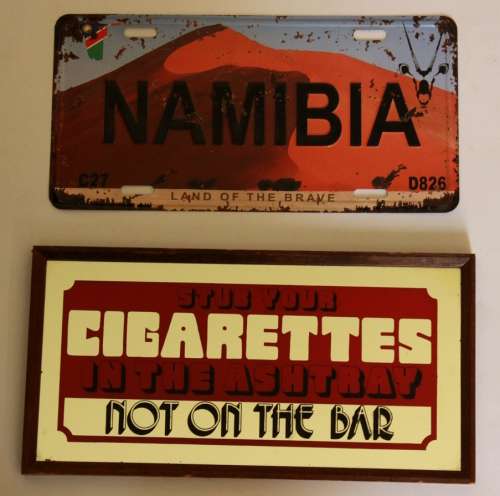 NAMIBIA
C27 D826
LAND OF THE BRAVE
STUB YOUR
CIGARETTES
IN THE ASHTRAY
NOT ON THE BAR